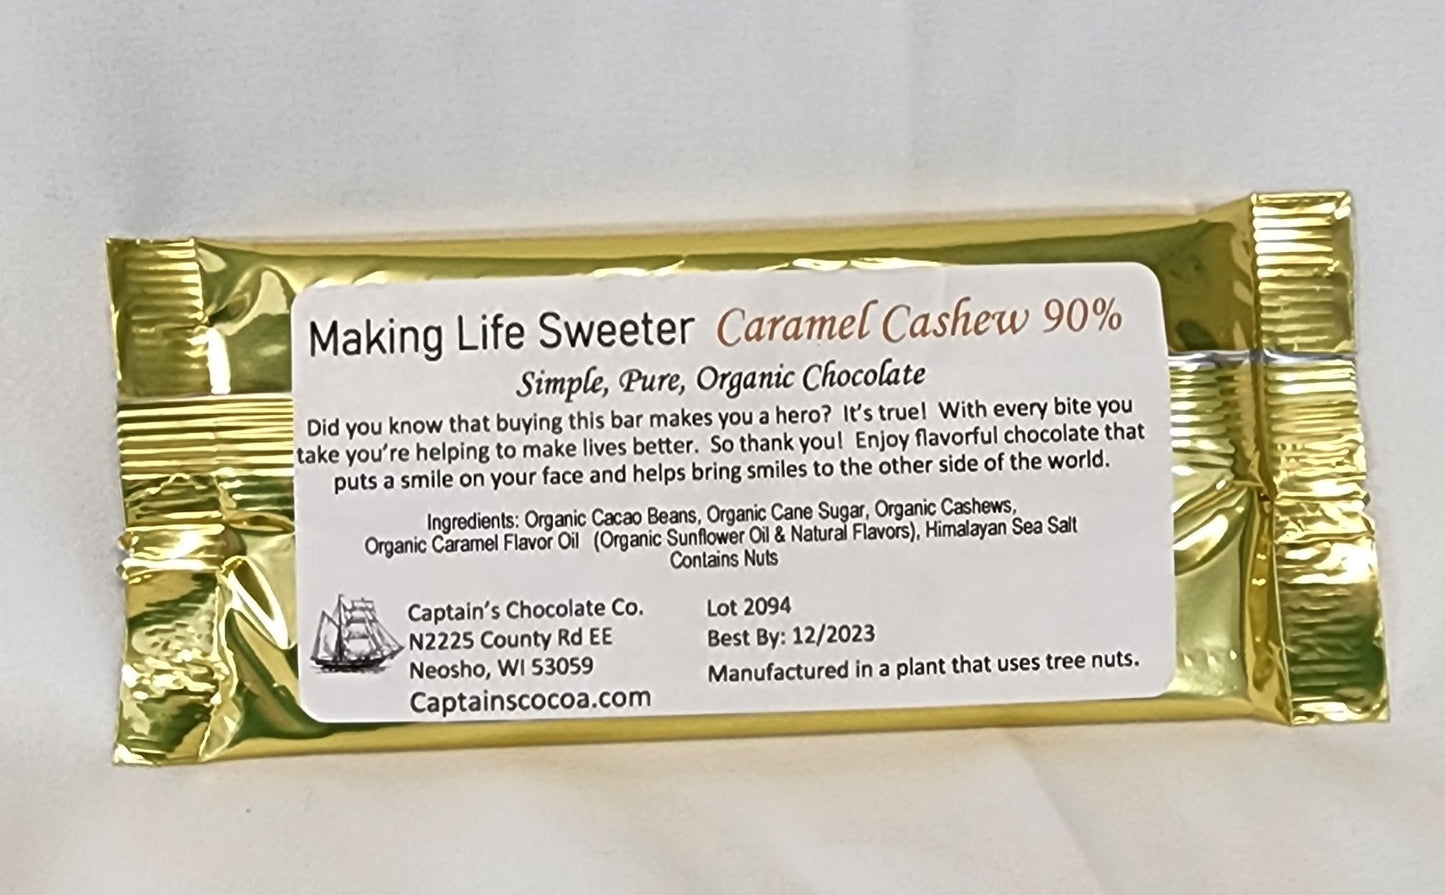 Making Life Sweeter Caramel Cashew 90%
Simple, Pure, Organic Chocolate
Did you know that buying this bar makes you a hero? It's true! With every bite you
take you're helping to make lives better. So thank you! Enjoy flavorful chocolate that
puts a smile on your face and helps bring smiles to the other side of the world.
Ingredients: Organic Cacao Beans, Organic Cane Sugar, Organic Cashews,
Organic Caramel Flavor Oil (Organic Sunflower Oil & Natural Flavors), Himalayan Sea Salt
Contains Nuts
Captain's Chocolate Co.
N2225 County Rd EE
Neosho, WI 53059
Captainscocoa.com
Lot 2094
Best By: 12/2023
Manufactured in a plant that uses tree nuts.